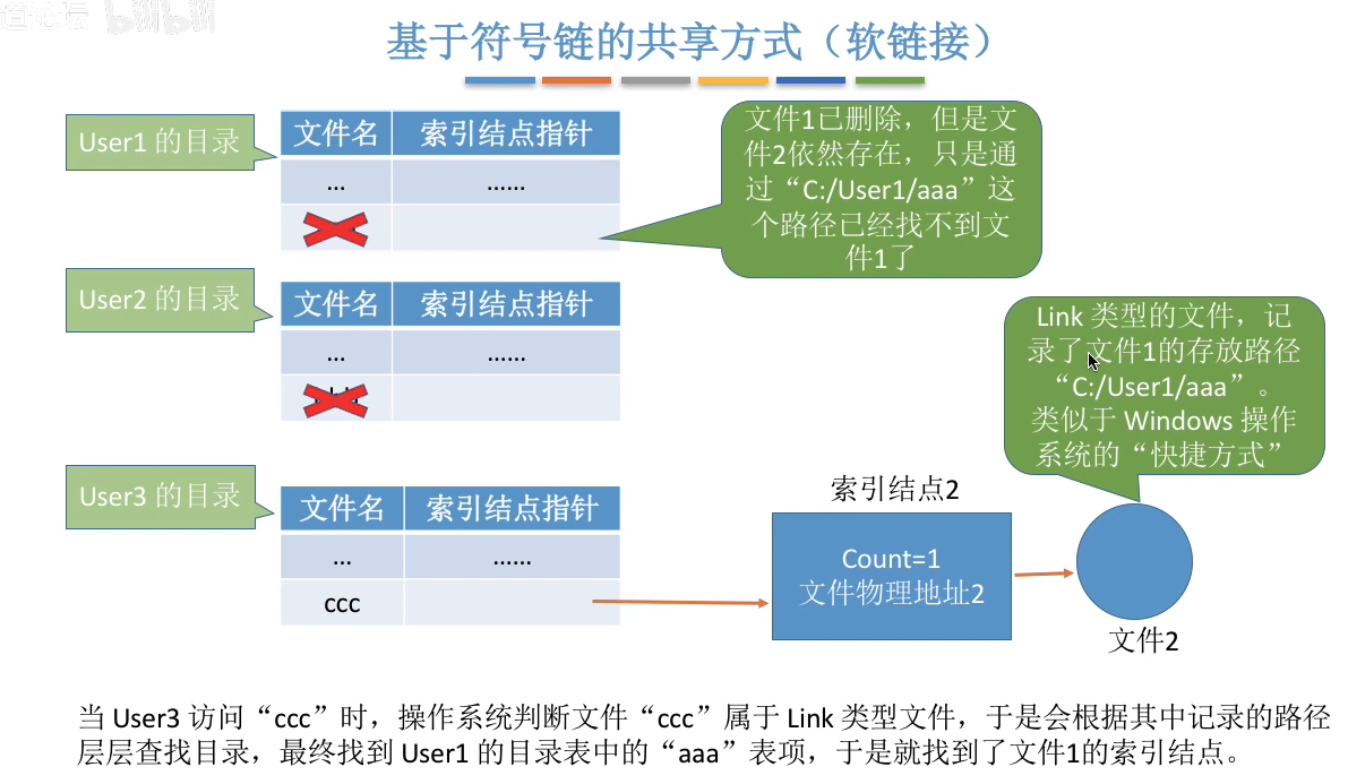 道论坛 bilibili
基于符号链的共享方式（软链接）
User1 的目录
文件名 索引结点指针
... ......
文件1已删除，但是文
件2依然存在，只是通
过“C:/User1/aaa”这
个路径已经找不到文
件1了
User2 的目录
文件名 索引结点指针
... ......
Link 类型的文件，记
录了文件1的存放路径
“C:/User1/aaa”。
类似于 Windows 操作
系统的“快捷方式”
User3 的目录
文件名 索引结点指针
... ......
ccc
索引结点2
Count=1
文件物理地址2
文件2
当 User3 访问“ccc”时，操作系统判断文件“ccc”属于 Link 类型文件，于是会根据其中记录的路径
层层查找目录，最终找到 User1 的目录表中的“aaa”表项，于是就找到了文件1的索引结点。